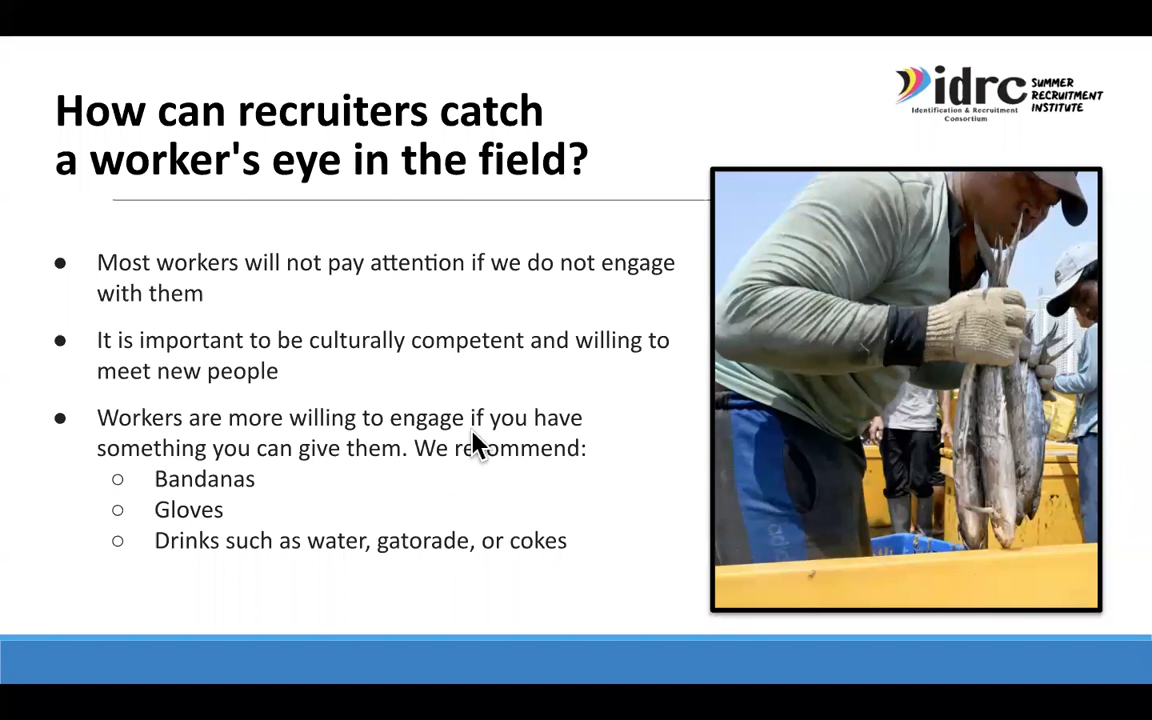 How can recruiters catch
a worker's eye in the field?
idrc
Identification & Recruitment
Consortium
SUMMER
RECRUITMENT
INSTITUTE
● Most workers will not pay attention if we do not engage
with them
● It is important to be culturally competent and willing to
meet new people
● Workers are more willing to engage if you have
something you can give them. We recommend:
○ Bandanas
○ Gloves
○ Drinks such as water, gatorade, or cokes